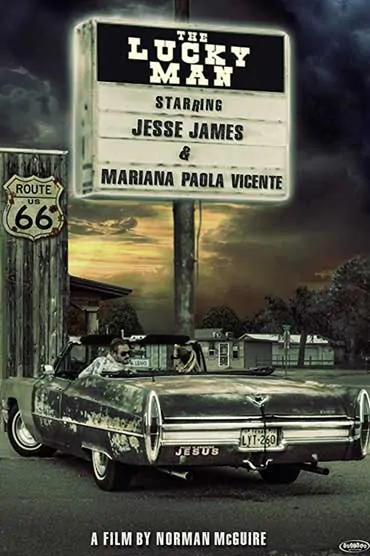 THE
LUCKY
MAN
STARRING
JESSE JAMES
&
MARIANA PAOLA VICENTE
ROUTE
US
66
LYT·260
JESUS
A FILM BY NORMAN McGUIRE